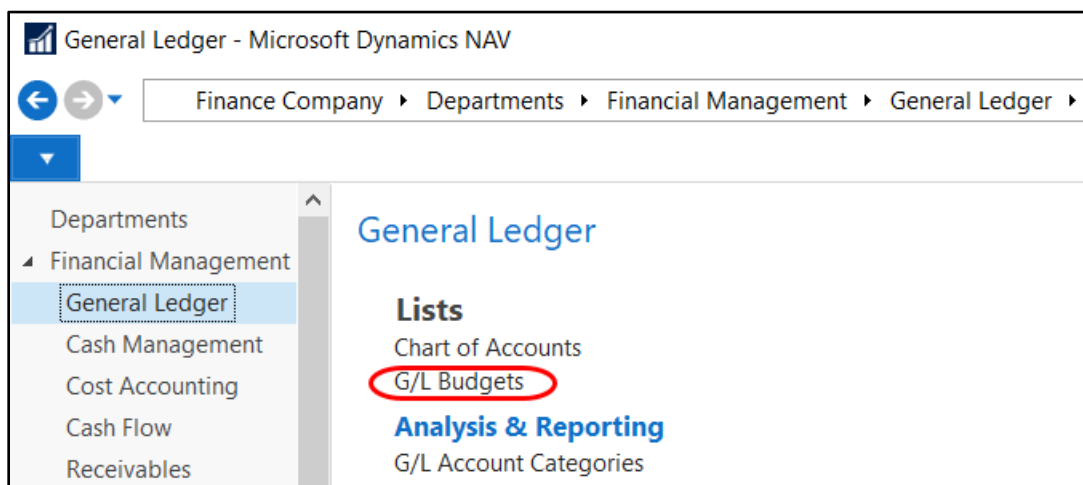 General Ledger - Microsoft Dynamics NAV
Finance Company Departments Financial Management General Ledger
Departments
Financial Management
General Ledger
Cash Management
Cost Accounting
Cash Flow
Receivables
General Ledger
Lists
Chart of Accounts
G/L Budgets
Analysis & Reporting
G/L Account Categories